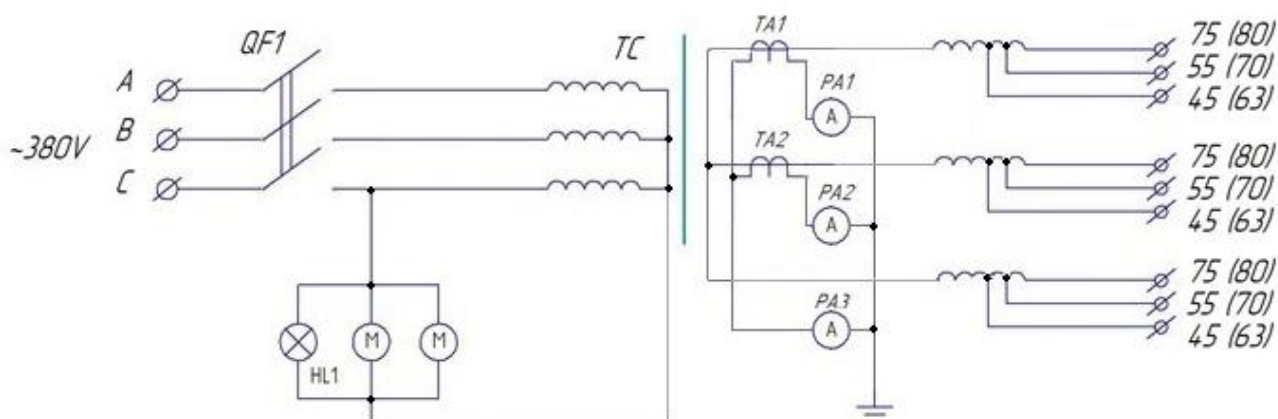 QF1
TC
A
B
C
~380V
HL1
M
M
TA1
PA1
A
TA2
PA2
A
PA3
A
75 (80)
55 (70)
45 (63)
75 (80)
55 (70)
45 (63)
75 (80)
55 (70)
45 (63)